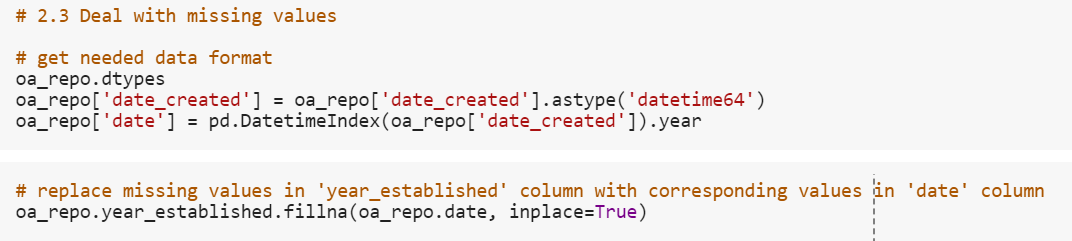 # 2.3 Deal with missing values
# get needed data format
oa_repo.dtypes
oa_repo['date_created'] = oa_repo['date_created'].astype('datetime64')
oa_repo['date'] = pd.DatetimeIndex(oa_repo['date_created']).year
# replace missing values in 'year_established' column with corresponding values in 'date' column
oa_repo.year_established.fillna(oa_repo.date, inplace=True)